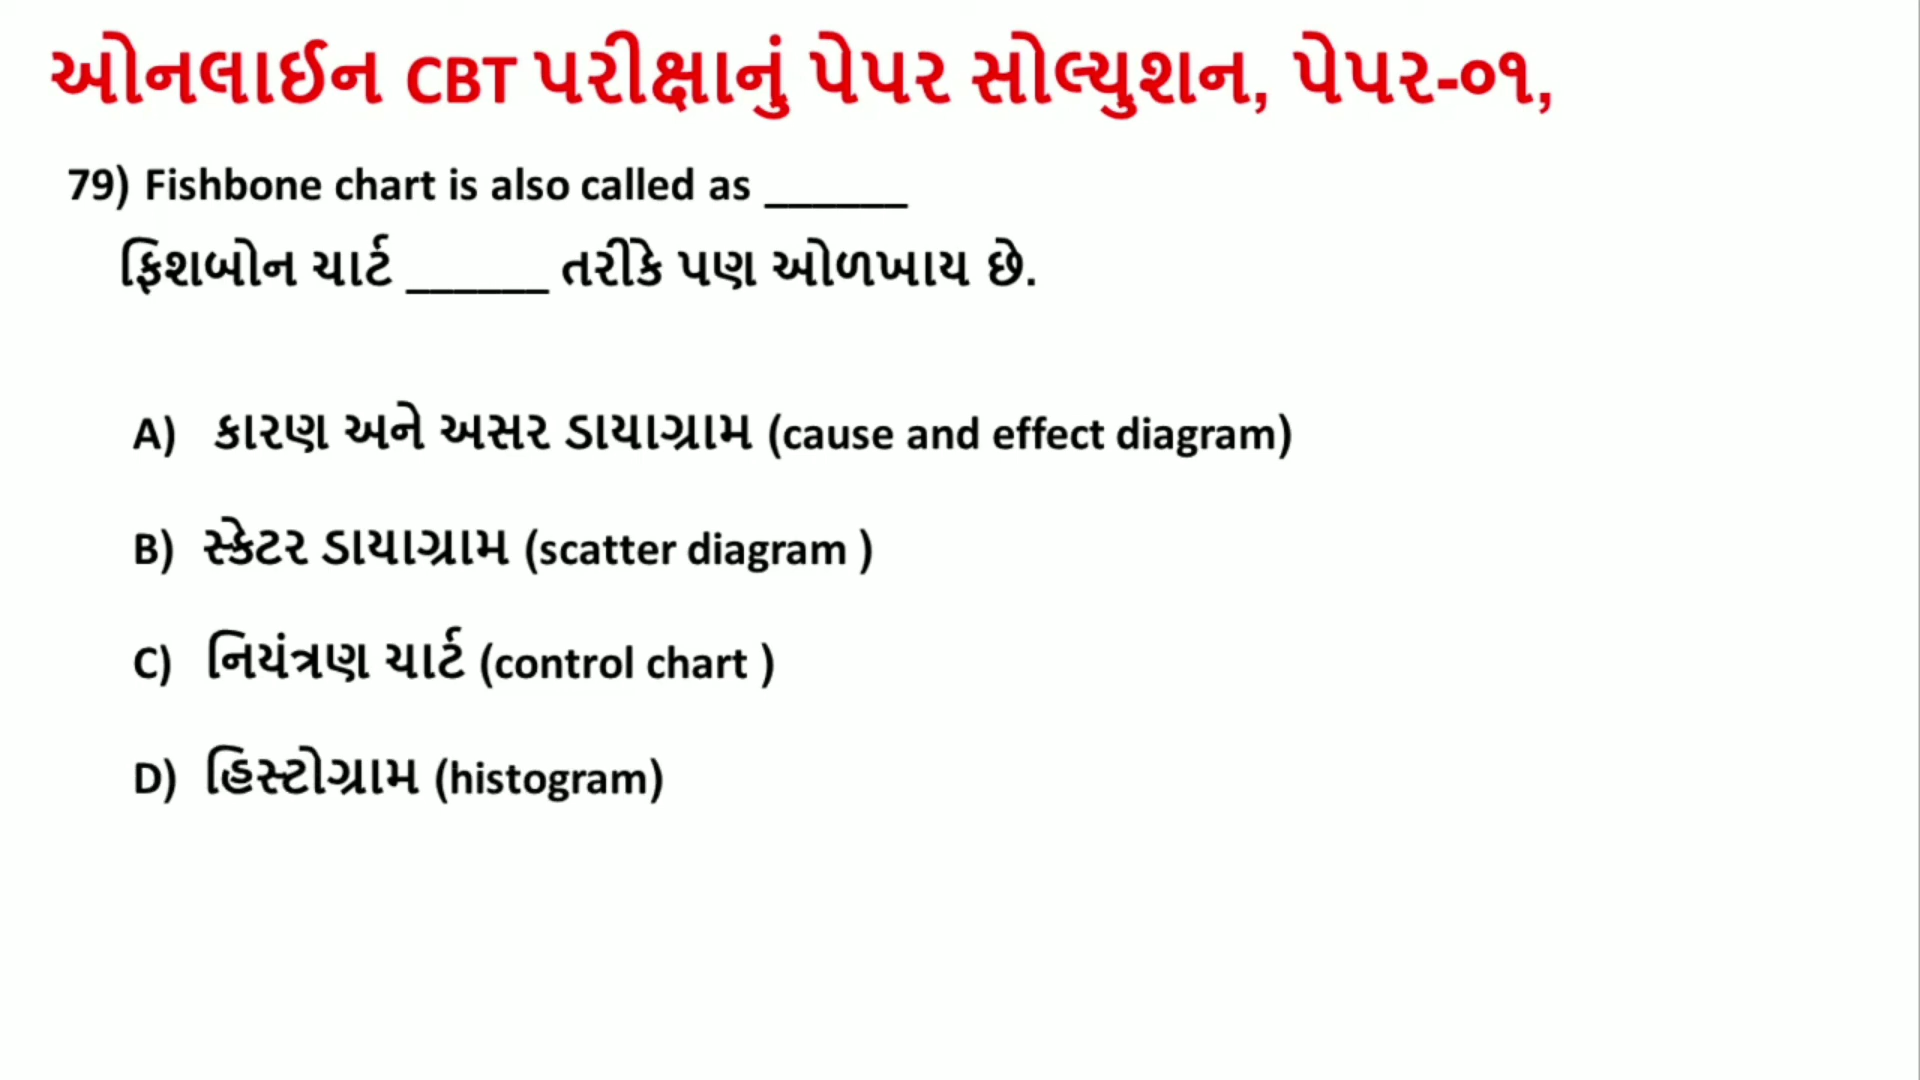 ઓનલાઈન CBT પરીક્ષાનું પેપર સોલ્યુશન, પેપર-૦૧,
79) Fishbone chart is also called as ______
ફિશબોન ચાર્ટ ______ તરીકે પણ ઓળખાય છે.
A) કારણ અને અસર ડાયાગ્રામ (cause and effect diagram)
B) સ્કેટર ડાયાગ્રામ (scatter diagram )
C) નિયંત્રણ ચાર્ટ (control chart )
D) હિસ્ટોગ્રામ (histogram)